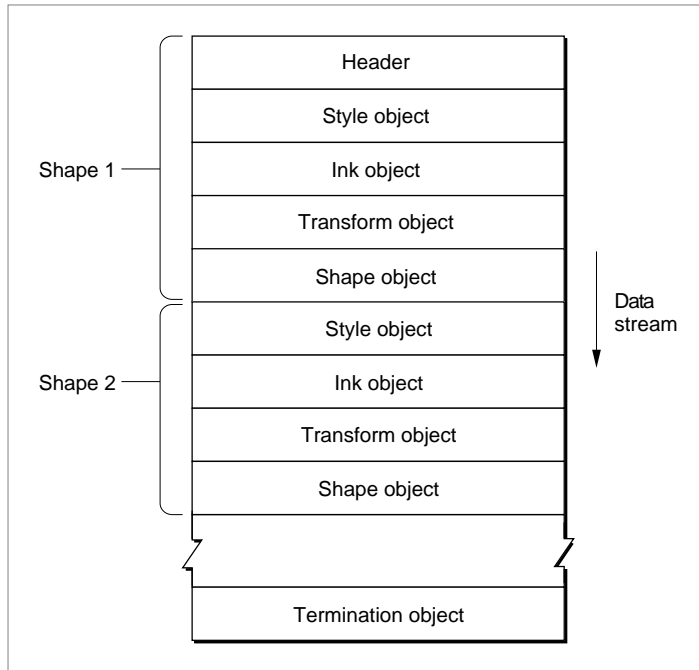 Header
Style object
Ink object
Shape 1
Transform object
Shape object
Data
stream
Style object
Ink object
Shape 2
Transform object
Shape object
Termination object